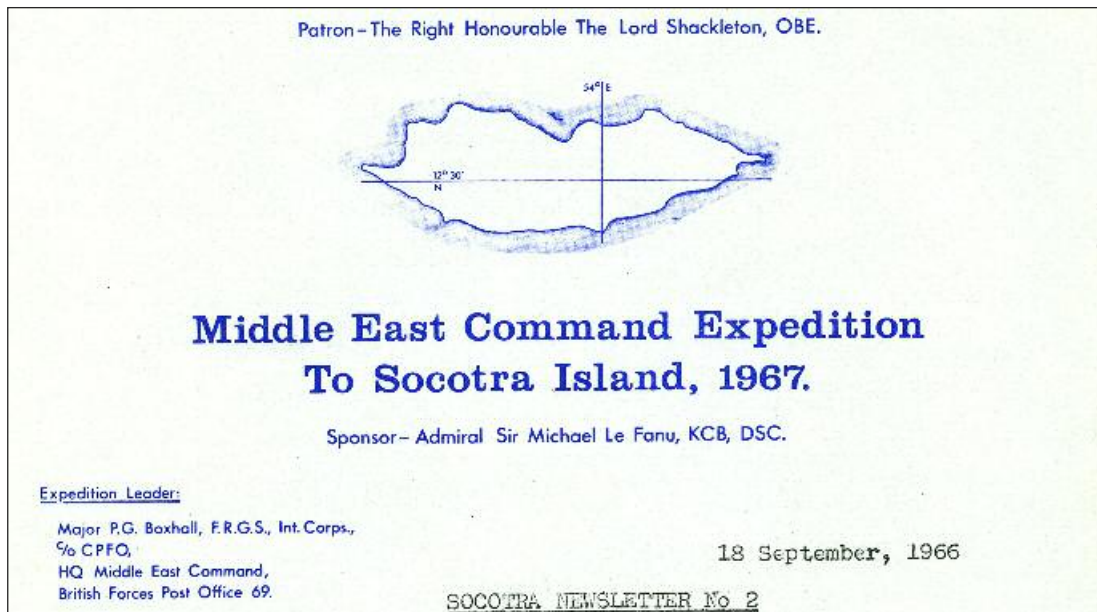 Patron-The Right Honourable The Lord Shackleton, OBE.
54° E
12° 30'
N
Middle East Command Expedition
To Socotra Island, 1967.
Sponsor- Admiral Sir Michael Le Fanu, KCB, DSC.
Expedition Leader:
Major P.G. Boxhall, F.R.G.S., Int. Corps.,
c/o CPFO,
HQ Middle East Command,
British Forces Post Office 69.
18 September, 1966
SOCOTRA NEWSLETTER No 2